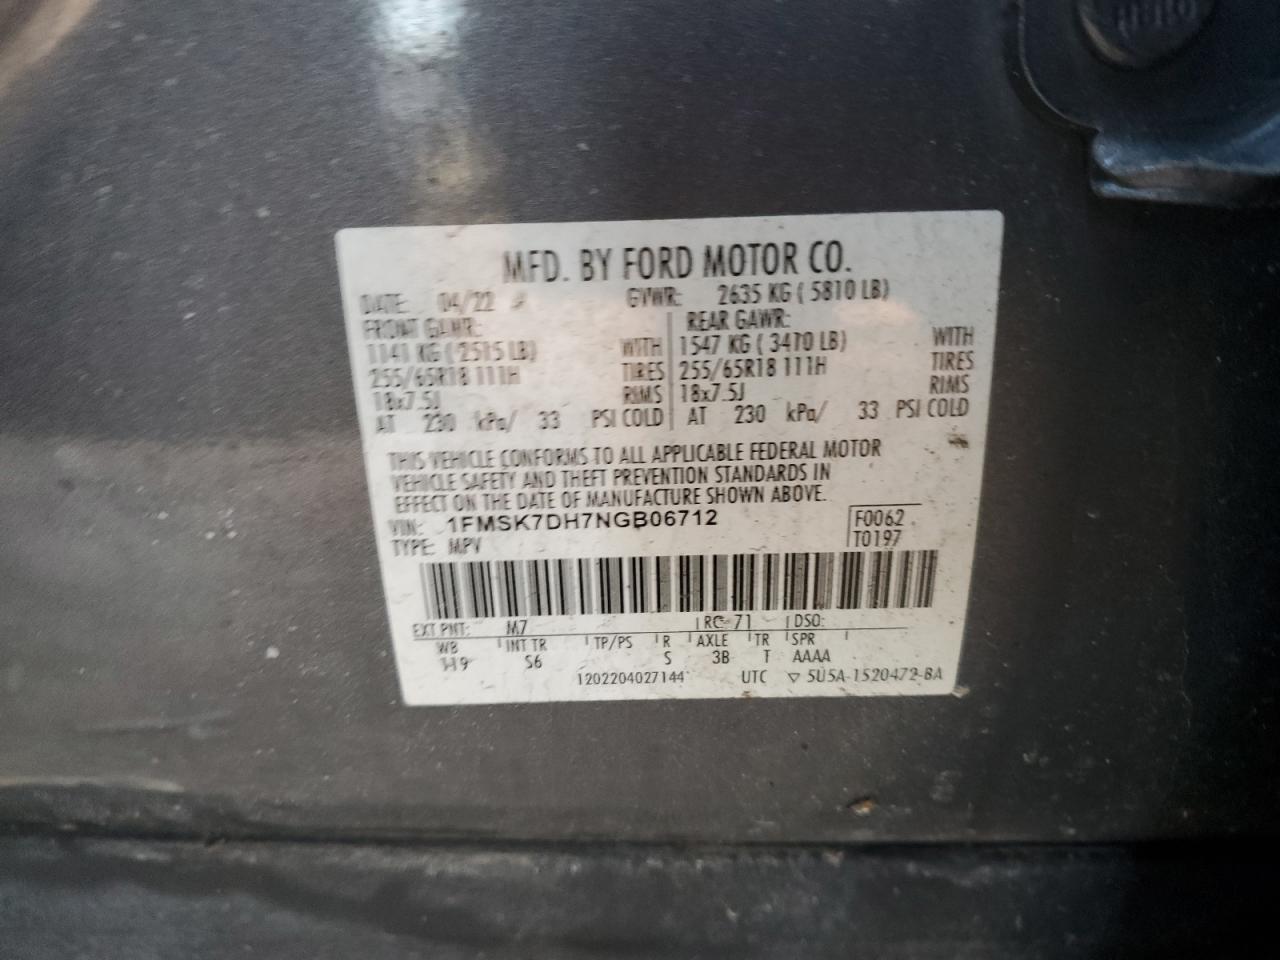 MFD. BY FORD MOTOR CO.
DATE: 04/22 GVWR: 2635 KG ( 5810 LB)
FRONT GAWR: REAR GAWR:
1141 KG ( 2515 LB) WITH 1547 KG ( 3410 LB) WITH
255/65R18 111H TIRES 255/65R18 111H TIRES
18x7.5J RIMS 18x7.5J RIMS
AT 230 kPa/ 33 PSI COLD AT 230 kPa/ 33 PSI COLD
THIS VEHICLE CONFORMS TO ALL APPLICABLE FEDERAL MOTOR
VEHICLE SAFETY AND THEFT PREVENTION STANDARDS IN
EFFECT ON THE DATE OF MANUFACTURE SHOWN ABOVE.
VIN: 1FMSK7DH7NGB06712 F0062
TYPE: MPV T0197
EXT PNT: M7 RC: 71 DSO:
WB INT TR TP/PS R AXLE TR SPR
119 S6 S 3B T AAAA
1202204027144 UTC ▽ 5U5A-1520472-BA